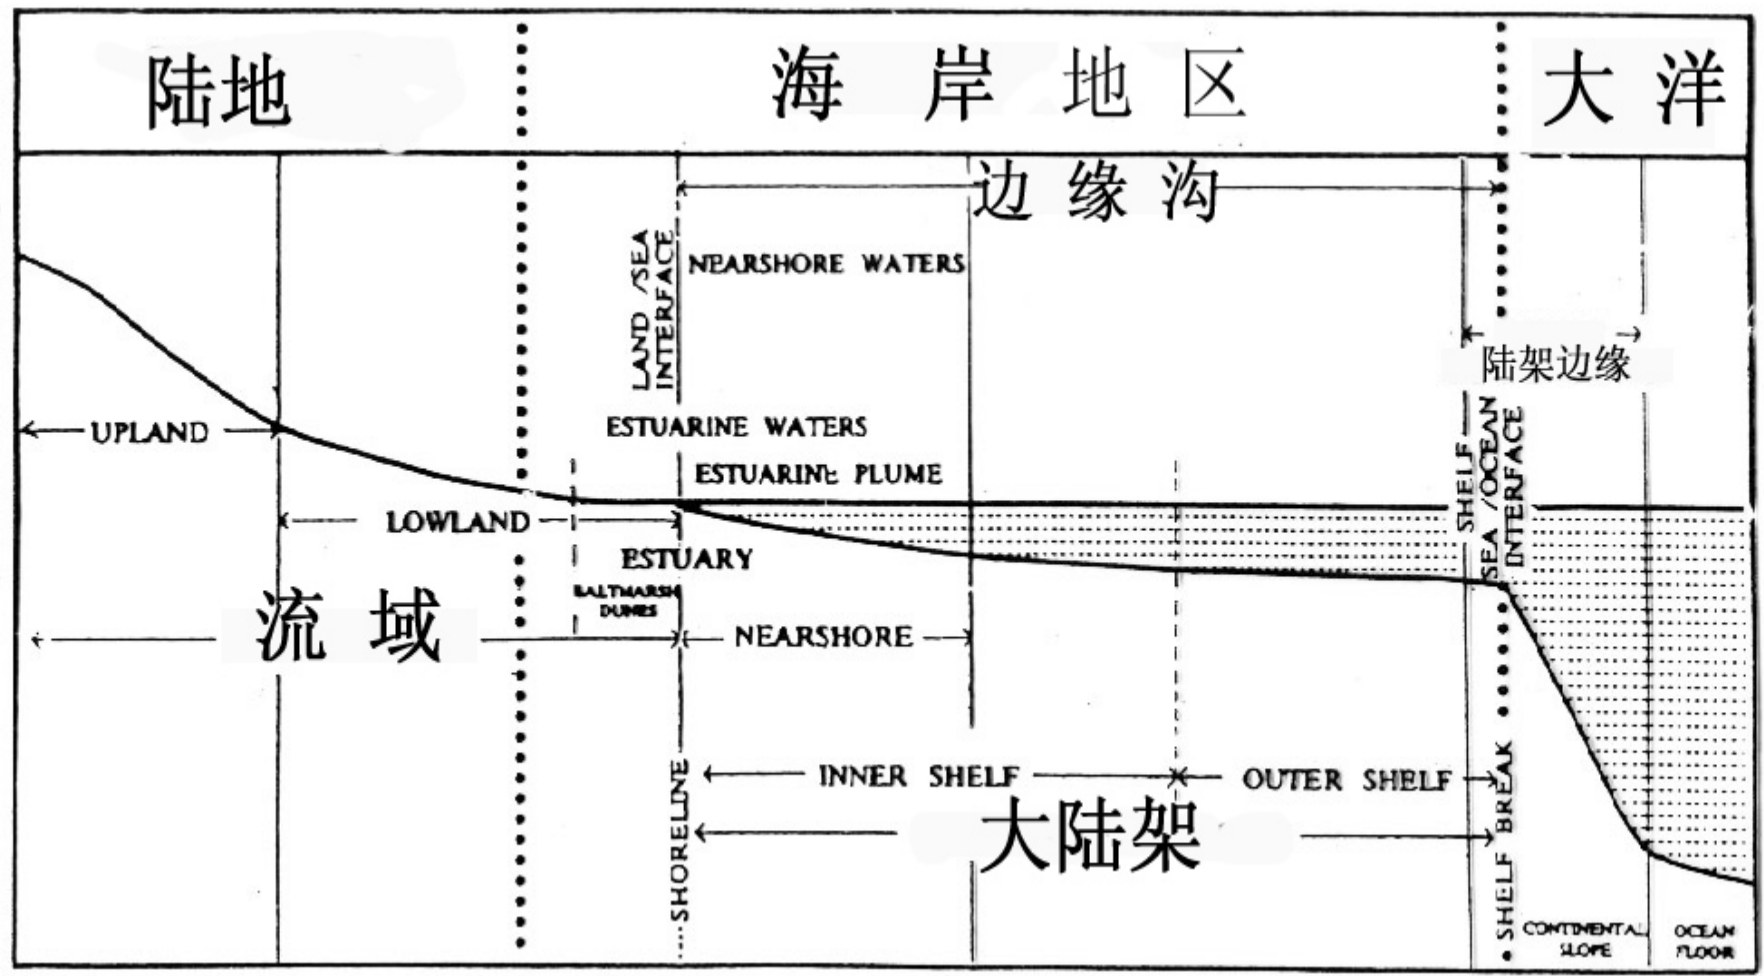 陆地
海岸地区
大洋
边缘沟
LAND /SEA
INTERFACE
NEARSHORE WATERS
陆架边缘
UPLAND
ESTUARINE WATERS
ESTUARINE PLUME
SHELF
SEA /OCEAN
INTERFACE
LOWLAND
ESTUARY
SALTMARSH
DUNES
流域
NEARSHORE
INNER SHELF
OUTER SHELF
大陆架
SHORELINE
SHELF BREAK
CONTINENTAL
SLOPE
OCEAN
FLOOR